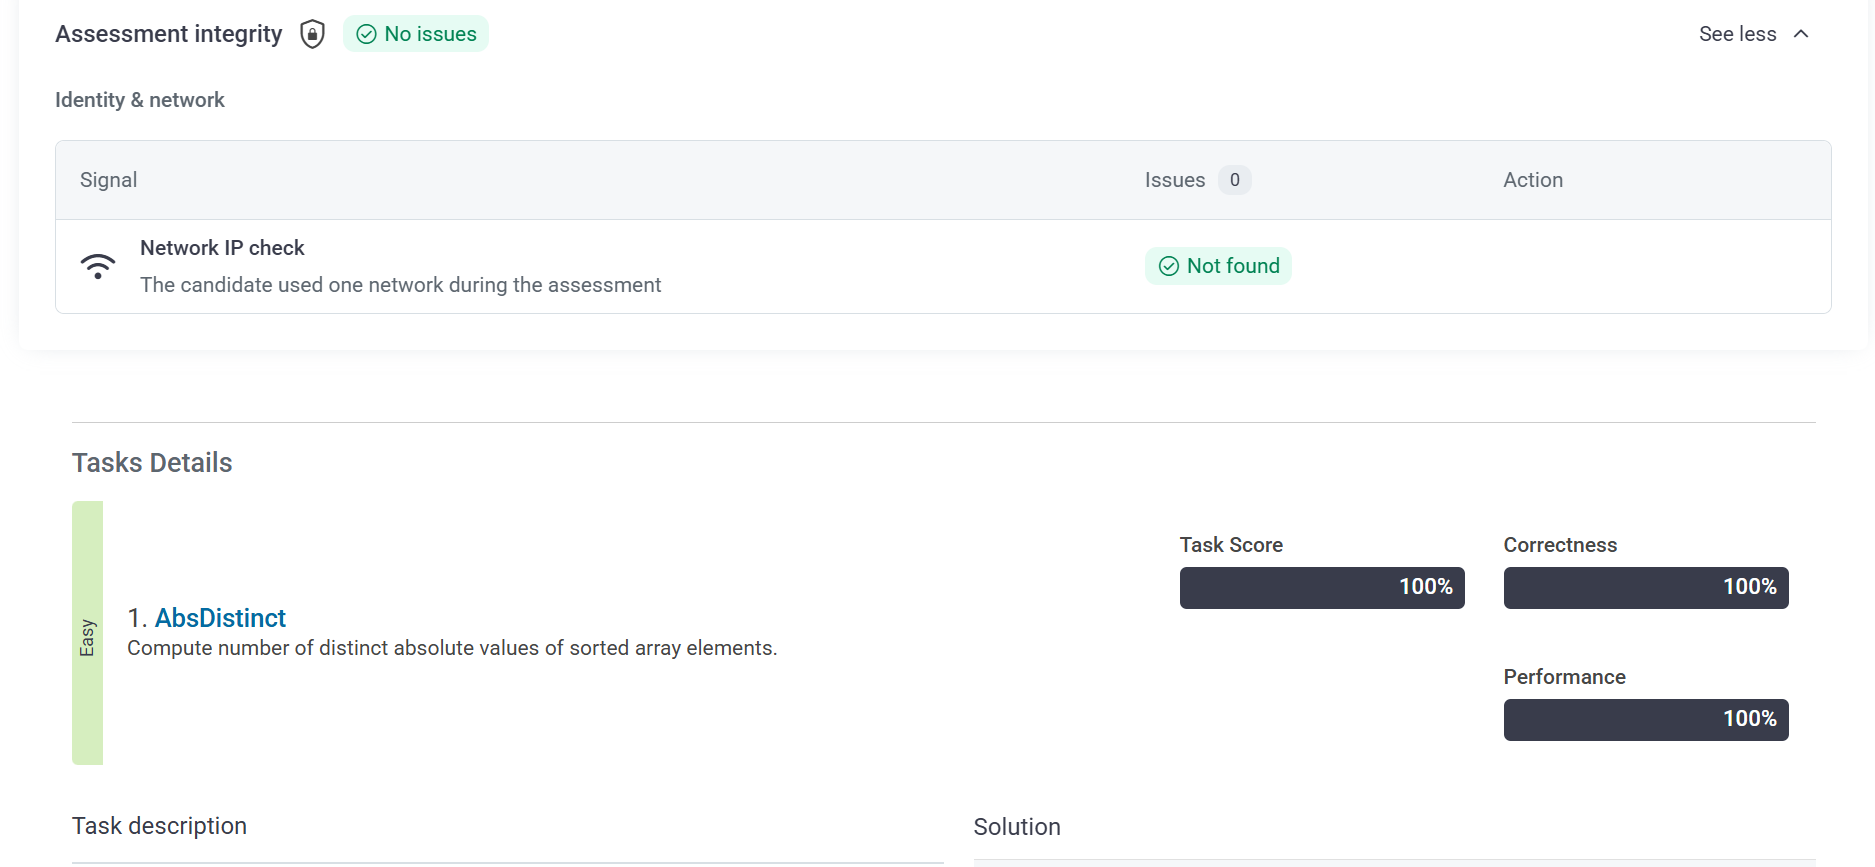 Assessment integrity No issues See less
Identity & network
Signal Issues 0 Action
Network IP check
The candidate used one network during the assessment
Not found
Tasks Details
Easy
1. AbsDistinct
Compute number of distinct absolute values of sorted array elements.
Task Score
100%
Correctness
100%
Performance
100%
Task description
Solution